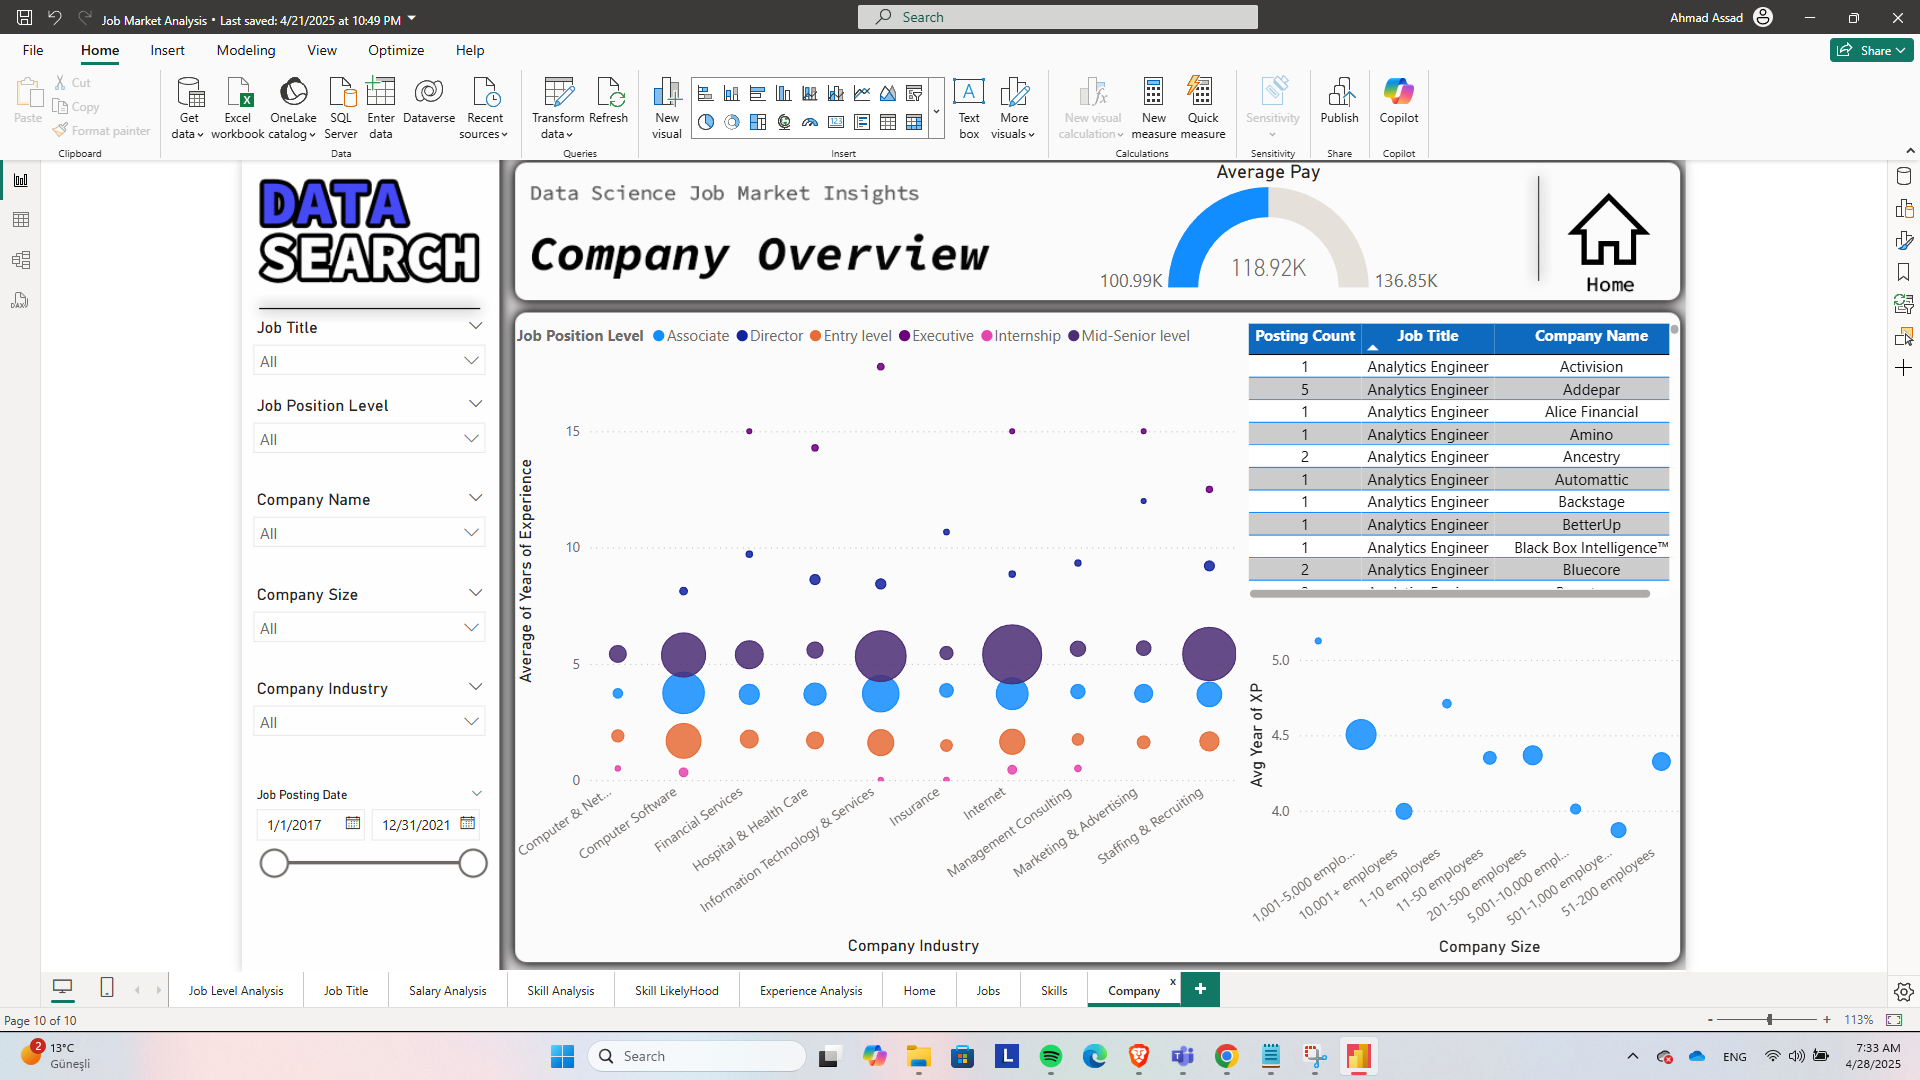 Job Market Analysis • Last saved: 4/21/2025 at 10:49 PM
Search
Ahmad Assad
File Home Insert Modeling View Optimize Help
Share
Paste
Cut
Copy
Format painter
Clipboard
Get data
Excel workbook
OneLake catalog
SQL Server
Enter data
Dataverse
Recent sources
Data
Transform data
Refresh
Queries
New visual
Text box
More visuals
Insert
New visual calculation
New measure
Quick measure
Calculations
Sensitivity
Sensitivity
Publish
Share
Copilot
Copilot
DATA
SEARCH
Data Science Job Market Insights
Company Overview
Average Pay
118.92K
100.99K
136.85K
Home
Job Title
All
Job Position Level
All
Company Name
All
Company Size
All
Company Industry
All
Job Posting Date
1/1/2017
12/31/2021
Job Position Level Associate Director Entry level Executive Internship Mid-Senior level
Average of Years of Experience
15
10
5
0
Computer & Net...
Computer Software
Financial Services
Hospital & Health Care
Information Technology & Services
Insurance
Internet
Management Consulting
Marketing & Advertising
Staffing & Recruiting
Company Industry
Posting Count Job Title Company Name
1 Analytics Engineer Activision
5 Analytics Engineer Addepar
1 Analytics Engineer Alice Financial
1 Analytics Engineer Amino
2 Analytics Engineer Ancestry
1 Analytics Engineer Automattic
1 Analytics Engineer Backstage
1 Analytics Engineer BetterUp
1 Analytics Engineer Black Box Intelligence™
2 Analytics Engineer Bluecore
Avg Year of XP
5.0
4.5
4.0
1,001-5,000 emplo...
10,001+ employees
1-10 employees
11-50 employees
201-500 employees
5,001-10,000 empl...
501-1,000 employe...
51-200 employees
Company Size
Job Level Analysis
Job Title
Salary Analysis
Skill Analysis
Skill LikelyHood
Experience Analysis
Home
Jobs
Skills
Company
x
+
Page 10 of 10
- + 113%
2
13°C
Güneşli
Search
L
ENG
7:33 AM
4/28/2025